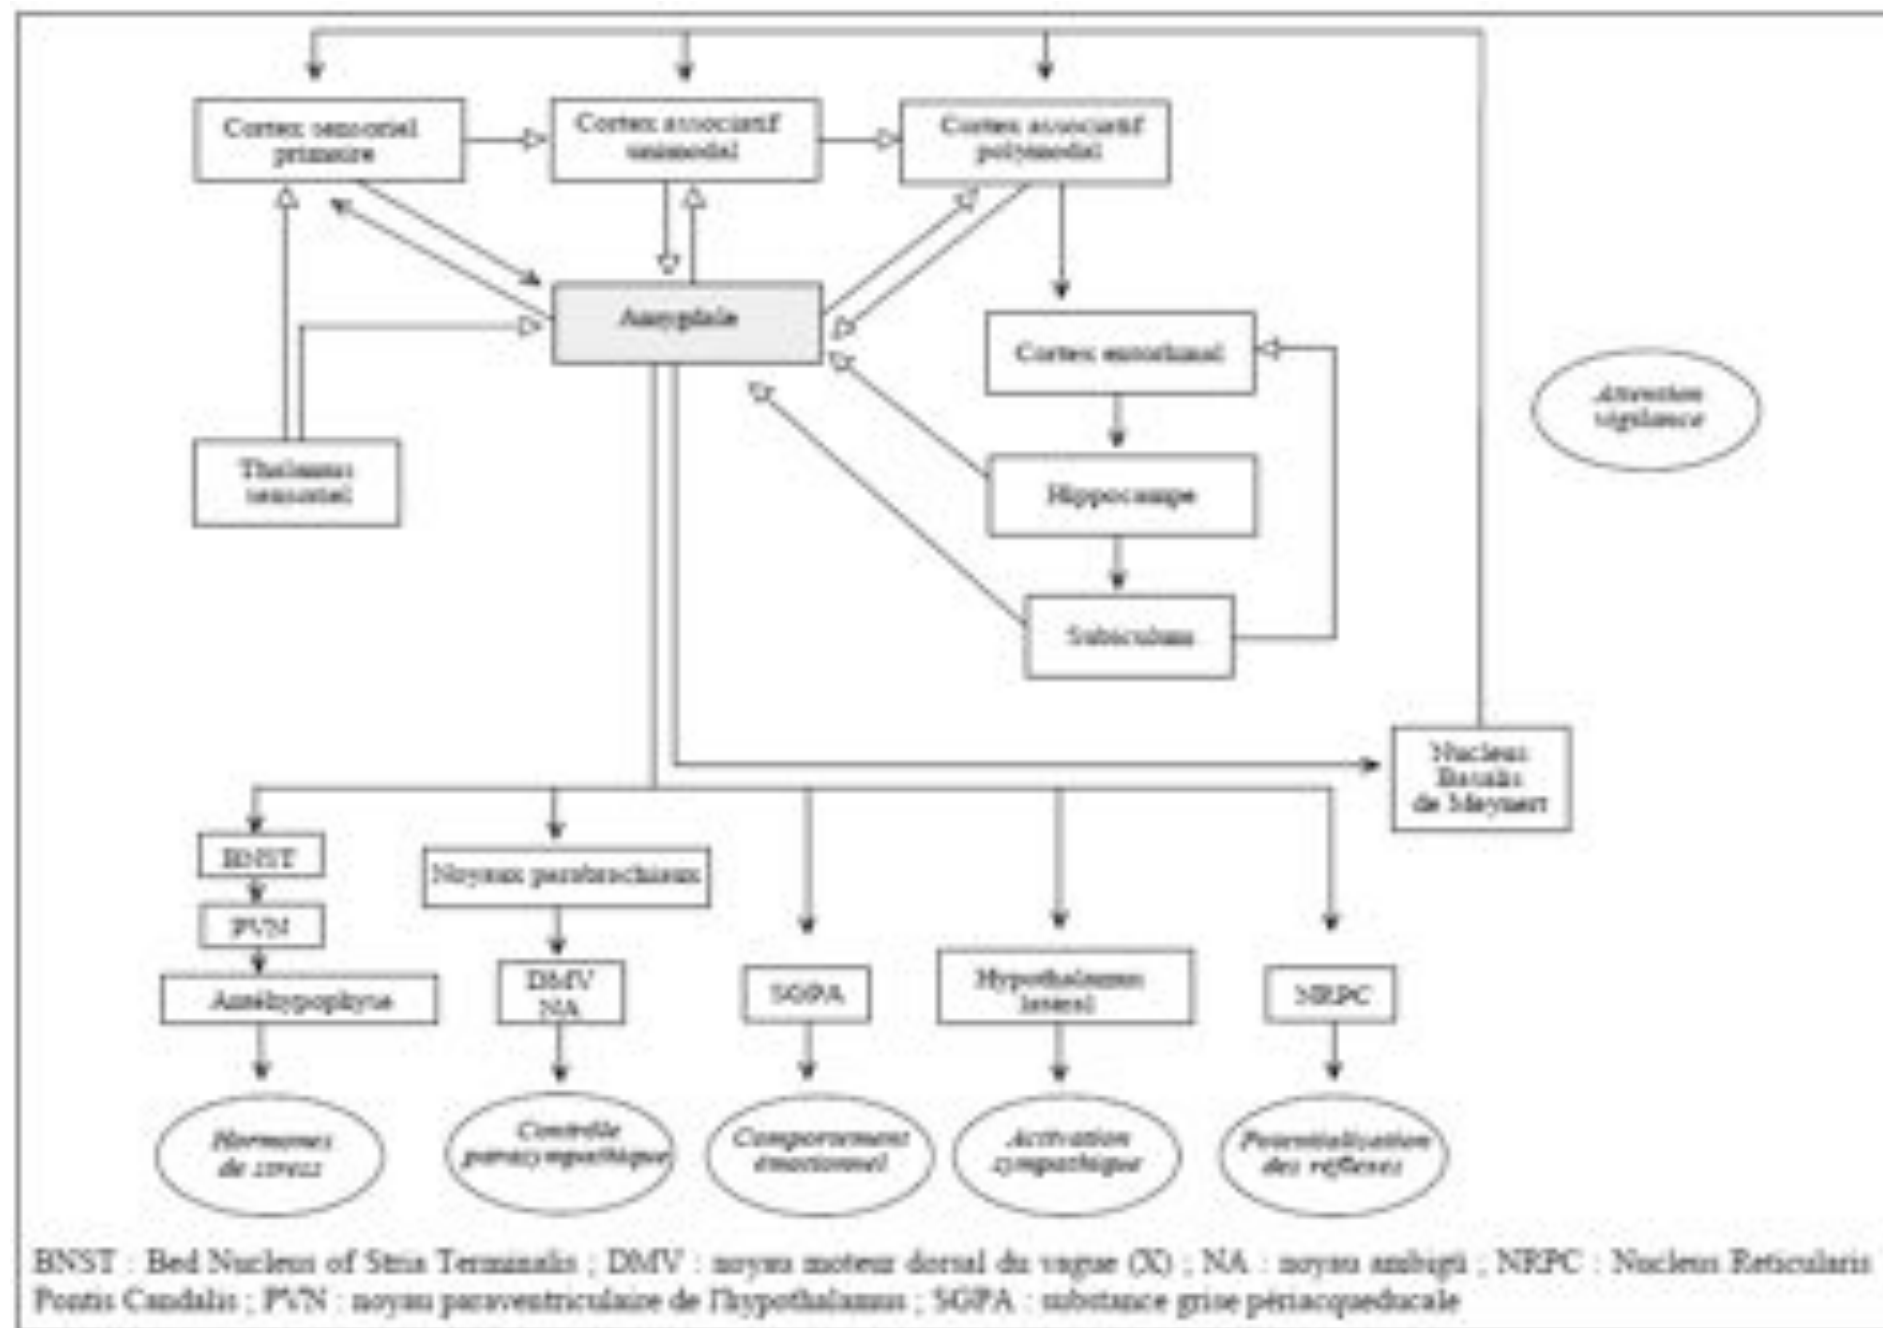 Cortex sensoriel
primaire
Cortex associatif
unimodal
Cortex associatif
polymodal
Amygdale
Cortex entorhinal
Attention
vigilance
Thalamus
sensoriel
Hippocampe
Subiculum
Nucleus
Basalis
de Meynert
BNST
Noyaux parabrachiaux
PVN
Antéhypophyse
DMV
NA
SGPA
Hypothalamus
latéral
NRPC
Hormones
de stress
Contrôle
parasympathique
Comportement
émotionnel
Activation
sympathique
Potentialisation
des réflexes
BNST : Bed Nucleus of Stria Terminalis ; DMV : noyau moteur dorsal du vague (X) ; NA : noyau ambigü ; NRPC : Nucleus Reticularis
Pontis Caudalis ; PVN : noyau paraventriculaire de l'hypothalamus ; SGPA : substance grise périacqueducale